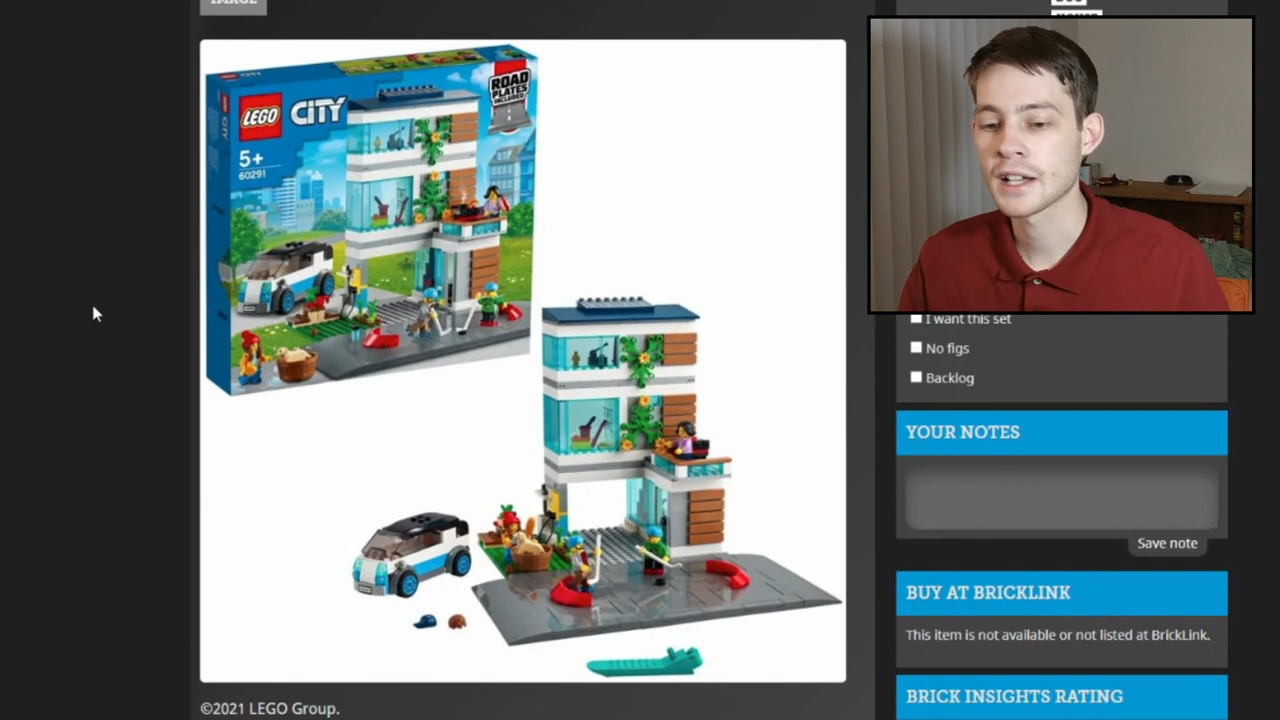 IMAGE
ROAD
PLATES
INCLUDED
LEGO
CITY
5+
60291
I want this set
No figs
Backlog
YOUR NOTES
Save note
BUY AT BRICKLINK
This item is not available or not listed at BrickLink.
BRICK INSIGHTS RATING
©2021 LEGO Group.